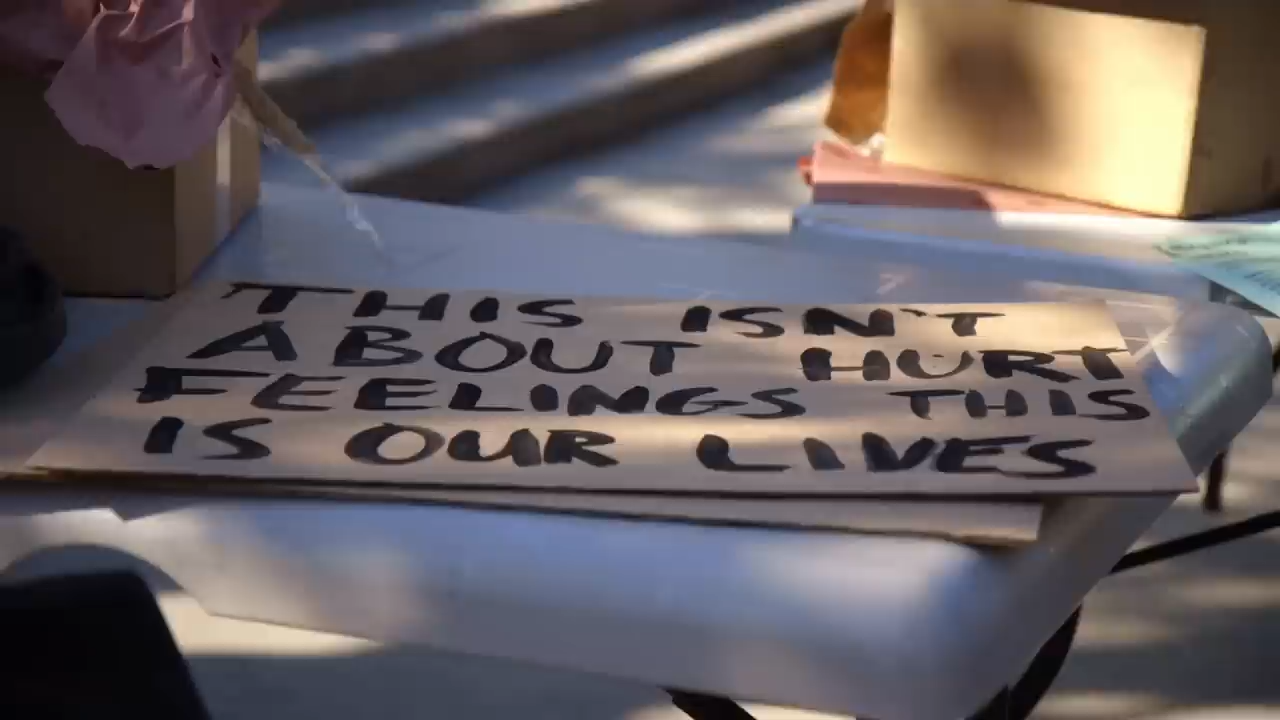 THIS ISN'T
ABOUT HURT
FEELINGS THIS
IS OUR LIVES